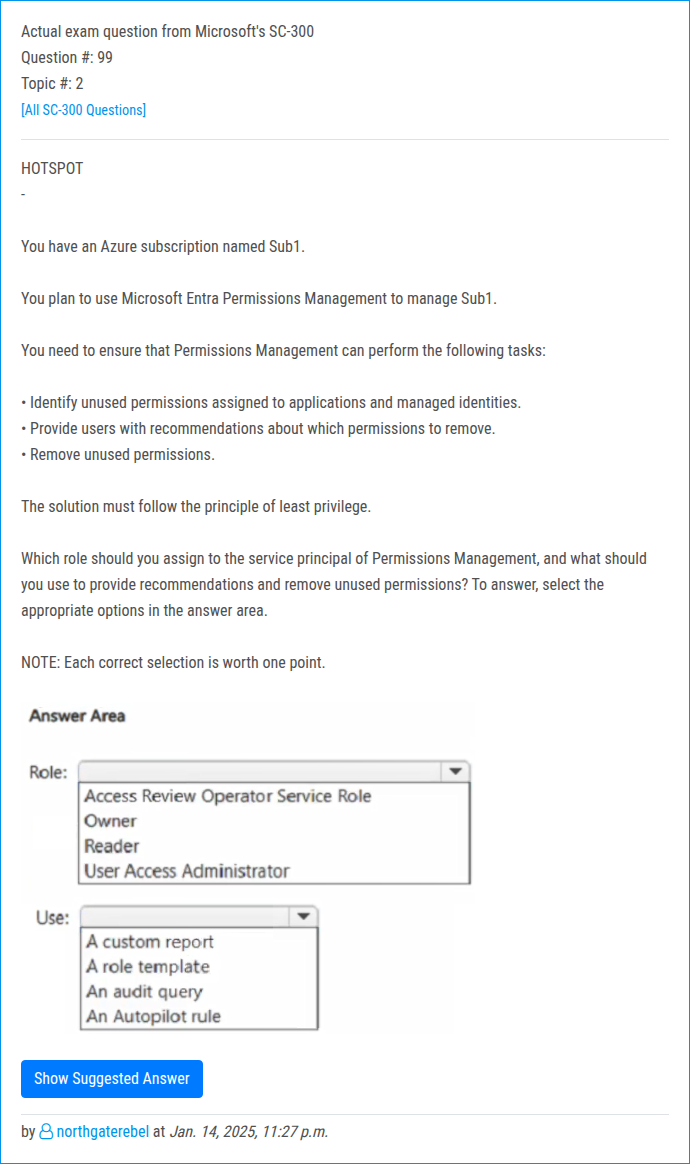 Actual exam question from Microsoft's SC-300
Question #: 99
Topic #: 2
[All SC-300 Questions]
HOTSPOT
-
You have an Azure subscription named Sub1.
You plan to use Microsoft Entra Permissions Management to manage Sub1.
You need to ensure that Permissions Management can perform the following tasks:
• Identify unused permissions assigned to applications and managed identities.
• Provide users with recommendations about which permissions to remove.
• Remove unused permissions.
The solution must follow the principle of least privilege.
Which role should you assign to the service principal of Permissions Management, and what should
you use to provide recommendations and remove unused permissions? To answer, select the
appropriate options in the answer area.
NOTE: Each correct selection is worth one point.
Answer Area
Role:
Access Review Operator Service Role
Owner
Reader
User Access Administrator
Use:
A custom report
A role template
An audit query
An Autopilot rule
Show Suggested Answer
by northgaterebel at Jan. 14, 2025, 11:27 p.m.